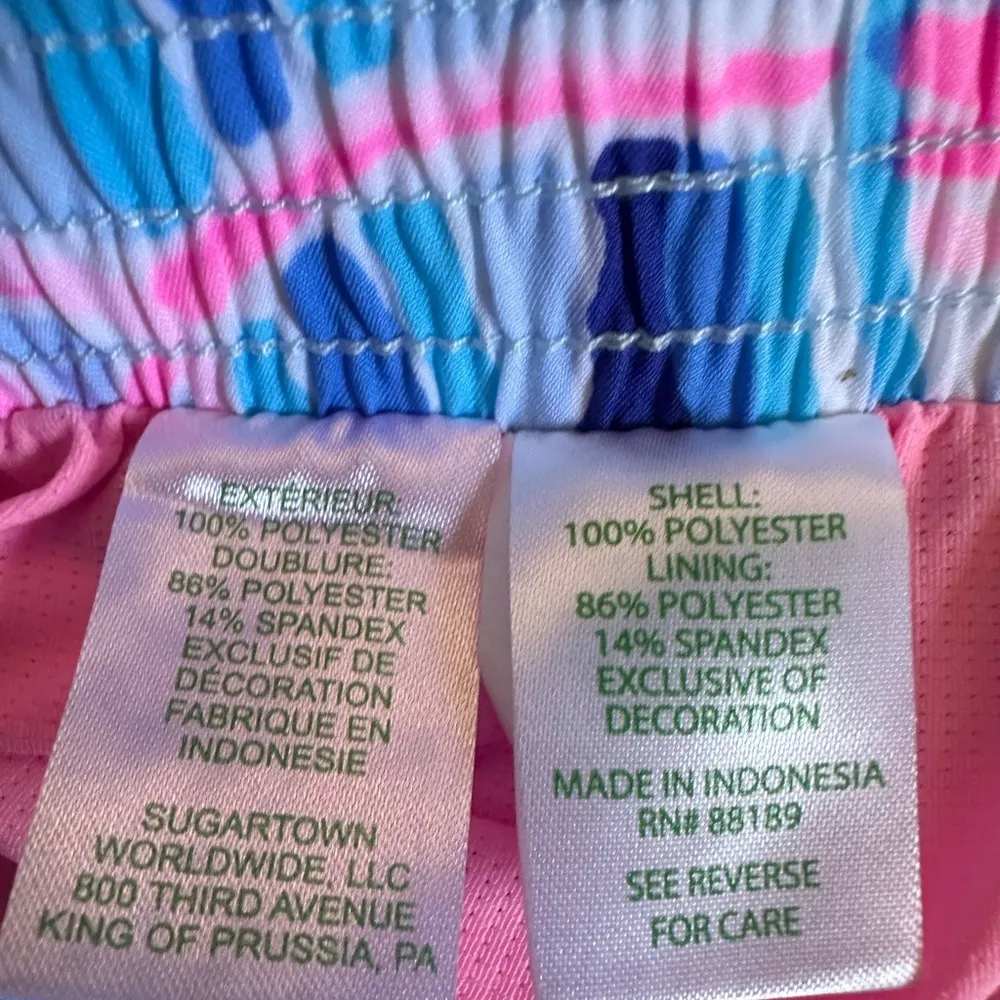 EXTÉRIEUR
100% POLYESTER
DOUBLURE:
86% POLYESTER
14% SPANDEX
EXCLUSIF DE
DÉCORATION
FABRIQUE EN
INDONESIE
SUGARTOWN
WORLDWIDE, LLC
800 THIRD AVENUE
KING OF PRUSSIA, PA
SHELL:
100% POLYESTER
LINING:
86% POLYESTER
14% SPANDEX
EXCLUSIVE OF
DECORATION
MADE IN INDONESIA
RN# 88189
SEE REVERSE
FOR CARE